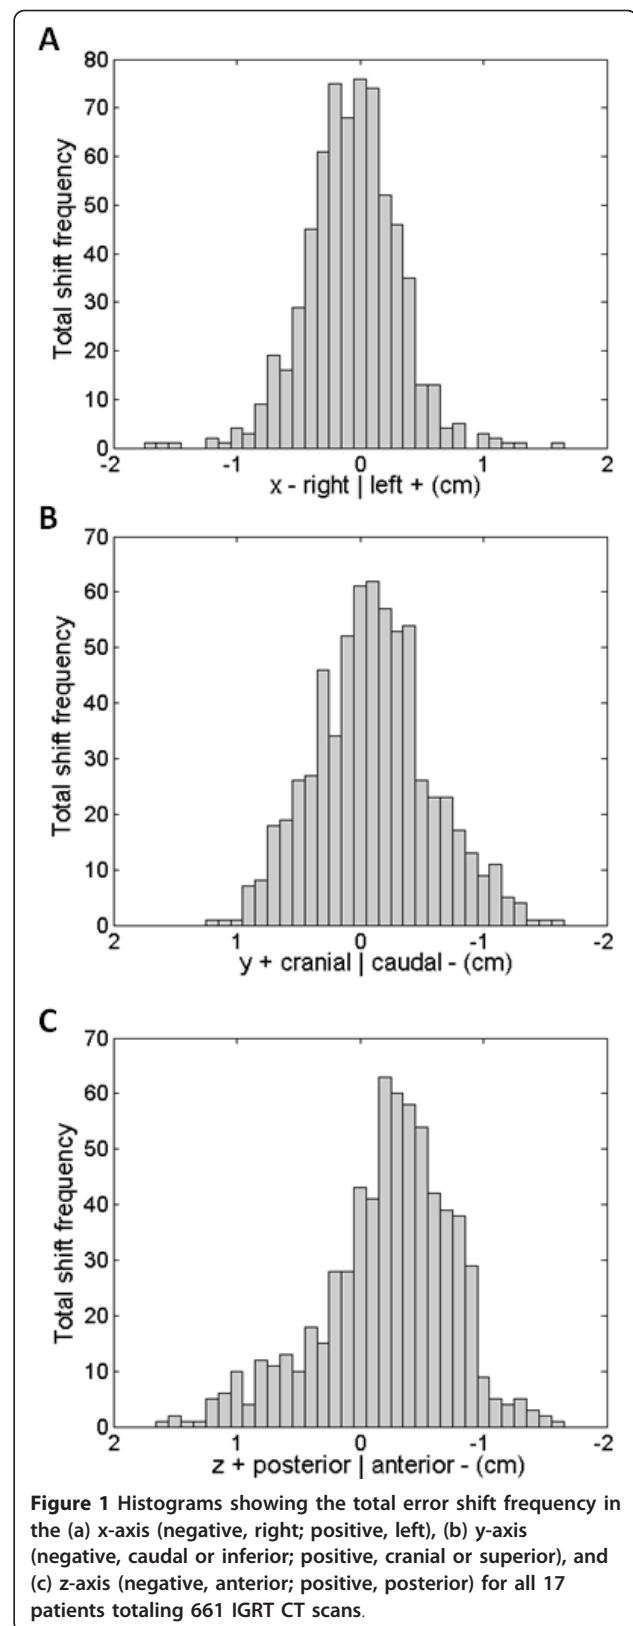 A
80
70
60
50
40
30
20
10
0
Total shift frequency
-2 -1 0 1 2
x - right | left + (cm)
B
70
60
50
40
30
20
10
0
Total shift frequency
2 1 0 -1 -2
y + cranial | caudal - (cm)
C
70
60
50
40
30
20
10
0
Total shift frequency
2 1 0 -1 -2
z + posterior | anterior - (cm)
Figure 1 Histograms showing the total error shift frequency in
the (a) x-axis (negative, right; positive, left), (b) y-axis
(negative, caudal or inferior; positive, cranial or superior), and
(c) z-axis (negative, anterior; positive, posterior) for all 17
patients totaling 661 IGRT CT scans.